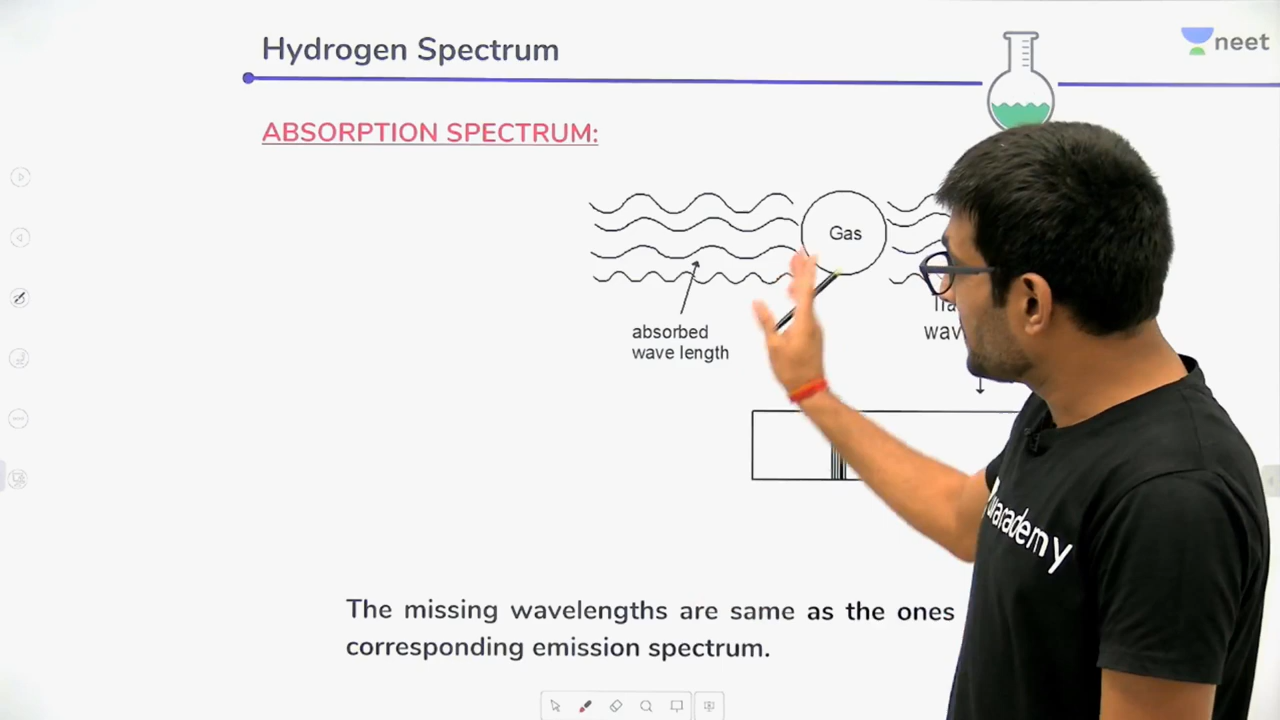 Hydrogen Spectrum
neet
ABSORPTION SPECTRUM:
Gas
absorbed
wave length
The missing wavelengths are same as the ones
corresponding emission spectrum.